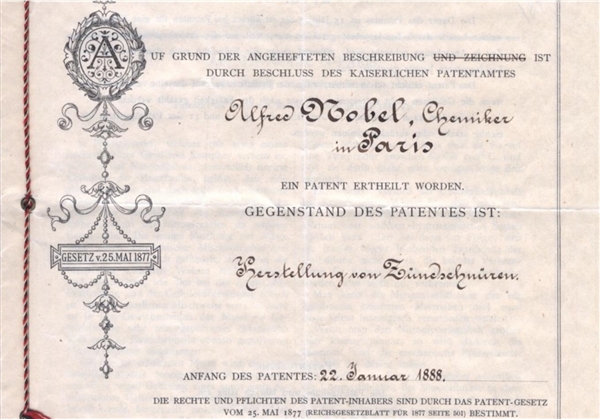 AUF GRUND DER ANGEHEFTETEN BESCHREIBUNG UND ZEICHNUNG IST
DURCH BESCHLUSS DES KAISERLICHEN PATENTAMTES
Alfred Nobel, Chemiker
in Paris
EIN PATENT ERTHEILT WORDEN.
GEGENSTAND DES PATENTES IST:
GESETZ v. 25. MAI 1877
Herstellung von Zündschnüren.
ANFANG DES PATENTES: 22. Januar 1888.
DIE RECHTE UND PFLICHTEN DES PATENT-INHABERS SIND DURCH DAS PATENT-GESETZ
VOM 25. MAI 1877 (REICHSGESETZBLATT FÜR 1877 SEITE 501) BESTIMMT.